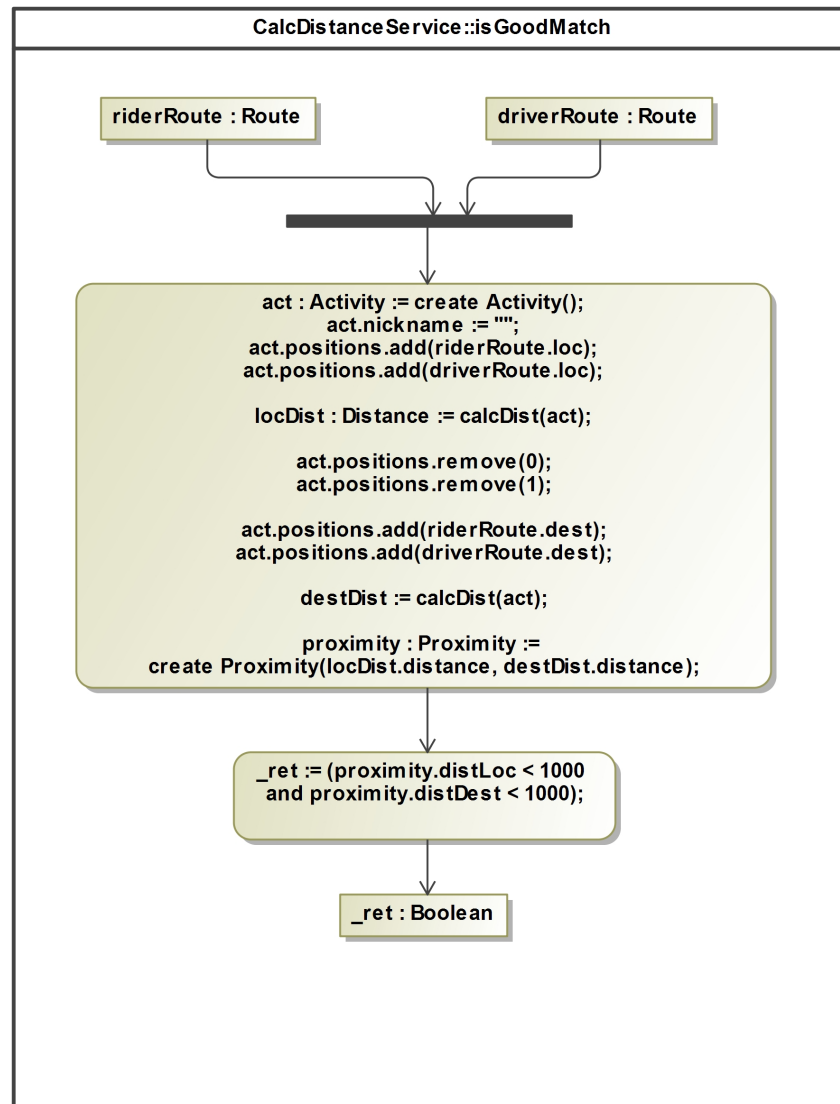 CalcDistanceService::isGoodMatch
riderRoute : Route
driverRoute : Route
act : Activity := create Activity();
act.nickname := "";
act.positions.add(riderRoute.loc);
act.positions.add(driverRoute.loc);
locDist : Distance := calcDist(act);
act.positions.remove(0);
act.positions.remove(1);
act.positions.add(riderRoute.dest);
act.positions.add(driverRoute.dest);
destDist := calcDist(act);
proximity : Proximity :=
create Proximity(locDist.distance, destDist.distance);
_ret := (proximity.distLoc < 1000
and proximity.distDest < 1000);
_ret : Boolean